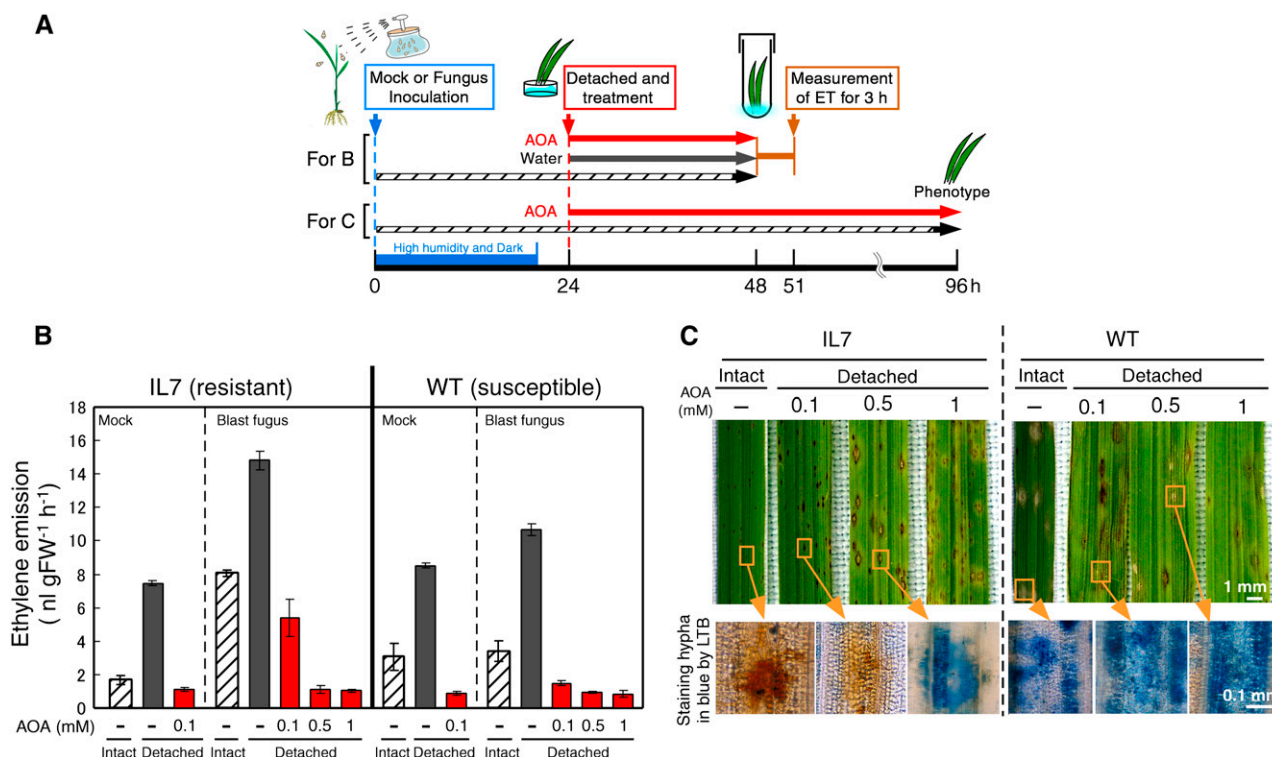 A
Mock or Fungus
Inoculation
Detached and
treatment
Measurement
of ET for 3 h
For B
AOA
Water
Phenotype
For C
AOA
High humidity and Dark
0 24 48 51 96 h
B
IL7 (resistant) WT (susceptible)
Mock Blast fugus Mock Blast fungus
Ethylene emission
( nl gFW⁻¹ h⁻¹)
18
16
14
12
10
8
6
4
2
0
AOA (mM) – – 0.1 – – 0.1 0.5 1 – – 0.1 – – 0.1 0.5 1
Intact Detached Intact Detached Intact Detached Intact Detached
C
IL7 WT
Intact Detached Intact Detached
AOA
(mM) – 0.1 0.5 1 – 0.1 0.5 1
1 mm
Staining hypha
in blue by LTB
0.1 mm